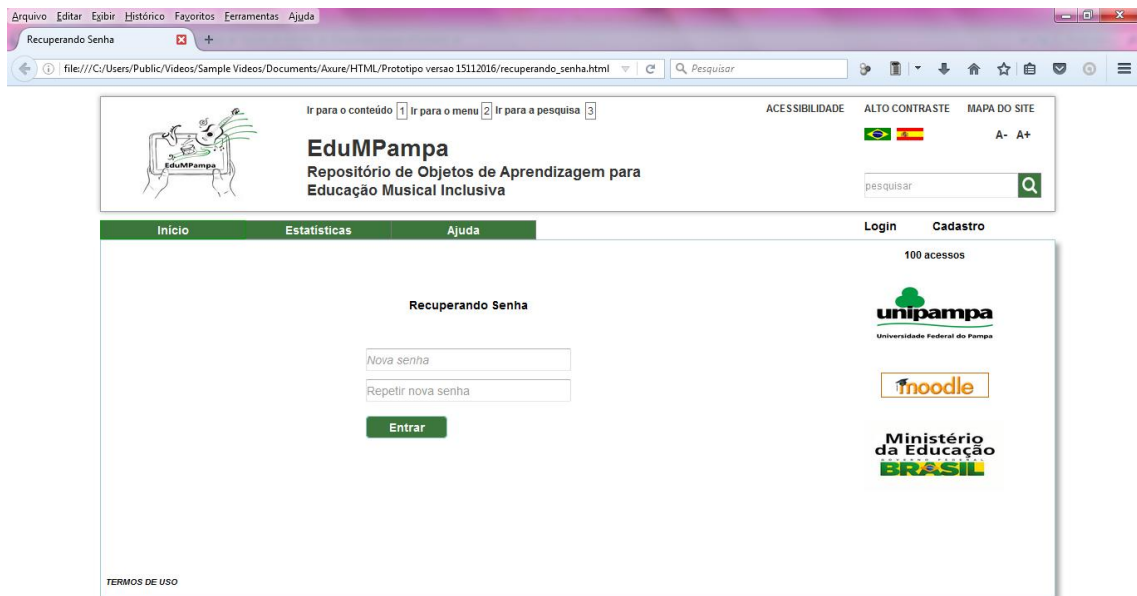 Arquivo Editar Exibir Histórico Favoritos Ferramentas Ajuda
Recuperando Senha
file:///C:/Users/Public/Videos/Sample Videos/Documents/Axure/HTML/Prototipo versao 15112016/recuperando_senha.html
Pesquisar
Ir para o conteúdo 1 Ir para o menu 2 Ir para a pesquisa 3
ACESSIBILIDADE ALTO CONTRASTE MAPA DO SITE
A- A+
EduMPampa
EduMPampa
Repositório de Objetos de Aprendizagem para
Educação Musical Inclusiva
pesquisar
Início Estatísticas Ajuda
Login Cadastro
100 acessos
Recuperando Senha
unipampa
Universidade Federal do Pampa
Nova senha
Repetir nova senha
moodle
Entrar
Ministério
da Educação
GOVERNO FEDERAL
BRASIL
TERMOS DE USO